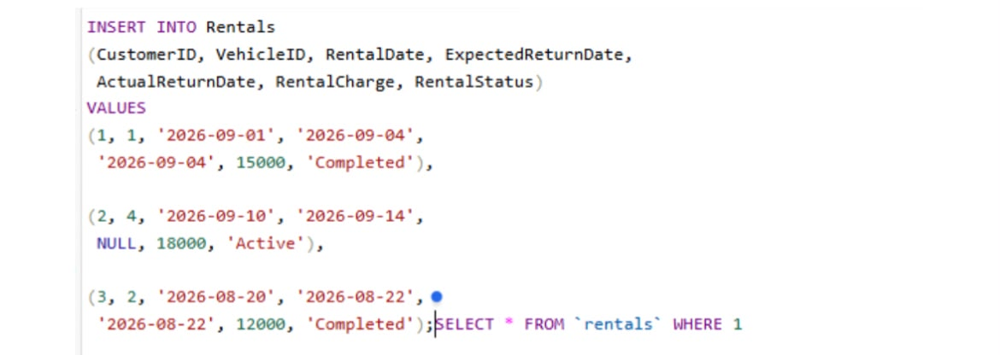 INSERT INTO Rentals
(CustomerID, VehicleID, RentalDate, ExpectedReturnDate,
ActualReturnDate, RentalCharge, RentalStatus)
VALUES
(1, 1, '2026-09-01', '2026-09-04',
'2026-09-04', 15000, 'Completed'),
(2, 4, '2026-09-10', '2026-09-14',
NULL, 18000, 'Active'),
(3, 2, '2026-08-20', '2026-08-22',
'2026-08-22', 12000, 'Completed');SELECT * FROM `rentals` WHERE 1